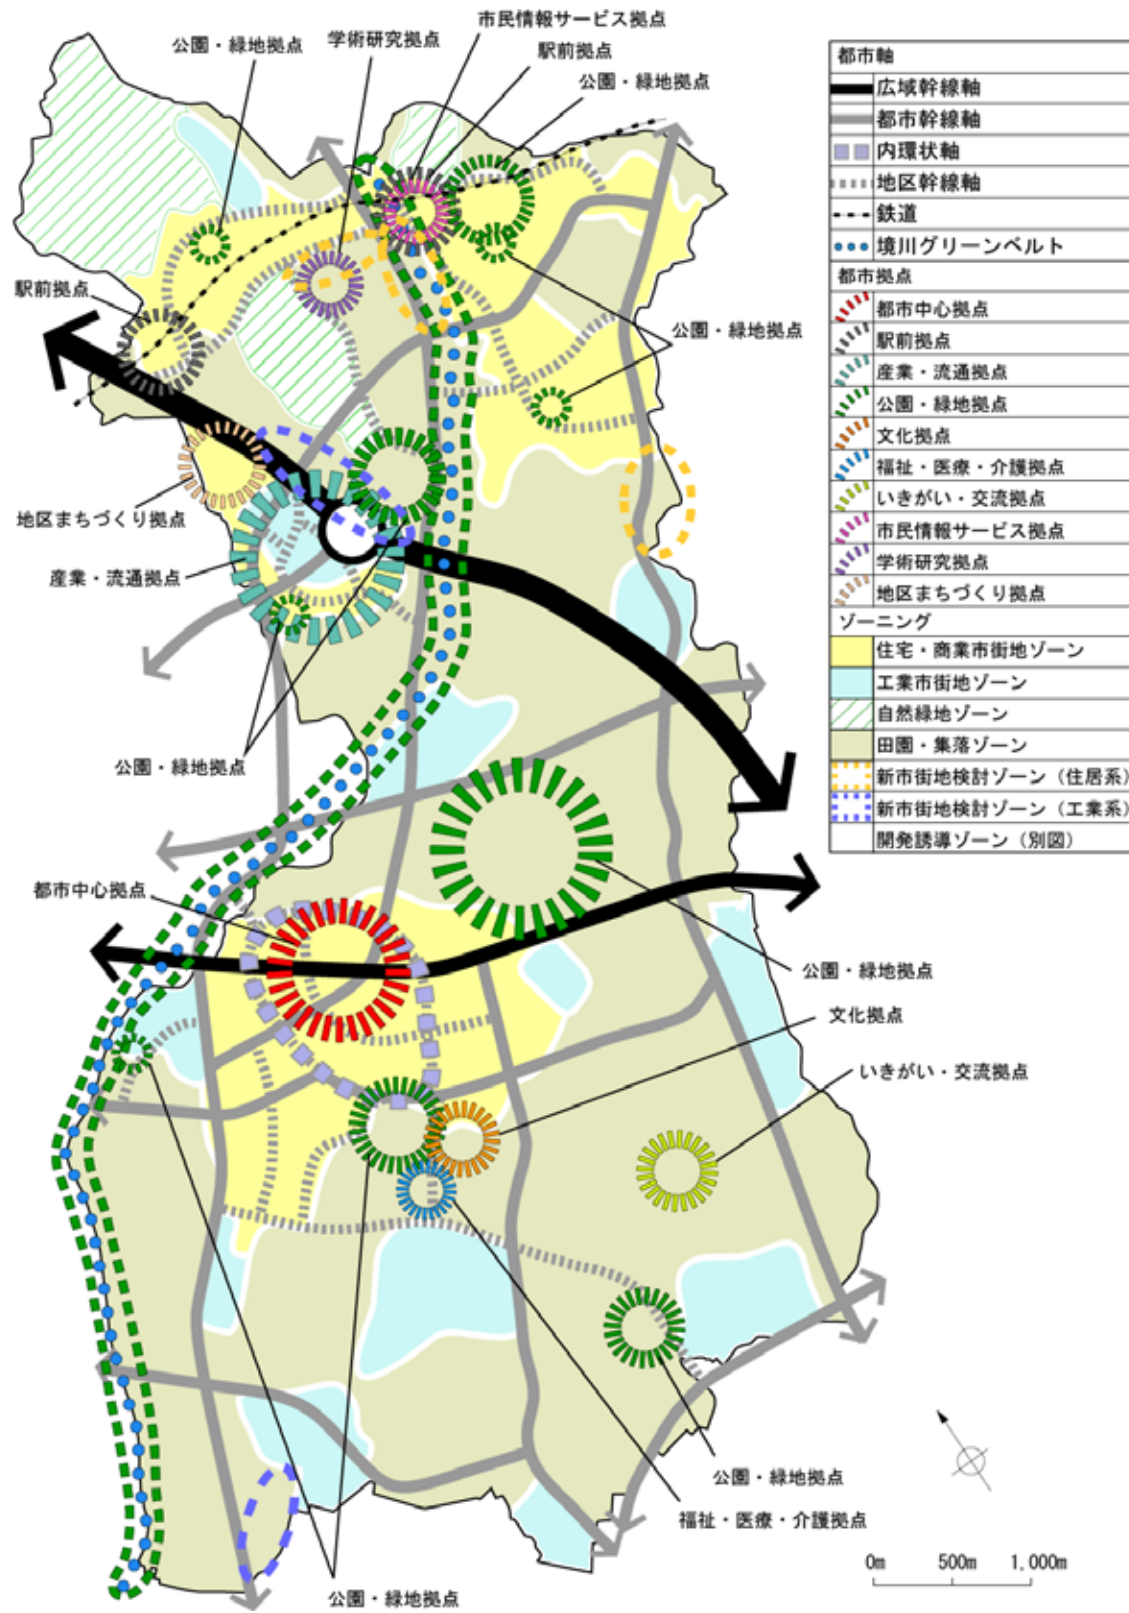 市民情報サービス拠点
公園・緑地拠点
学術研究拠点
駅前拠点
公園・緑地拠点
駅前拠点
公園・緑地拠点
地区まちづくり拠点
産業・流通拠点
公園・緑地拠点
都市中心拠点
公園・緑地拠点
文化拠点
いきがい・交流拠点
公園・緑地拠点
福祉・医療・介護拠点
公園・緑地拠点
都市軸
広域幹線軸
都市幹線軸
内環状軸
地区幹線軸
鉄道
境川グリーンベルト
都市拠点
都市中心拠点
駅前拠点
産業・流通拠点
公園・緑地拠点
文化拠点
福祉・医療・介護拠点
いきがい・交流拠点
市民情報サービス拠点
学術研究拠点
地区まちづくり拠点
ゾーニング
住宅・商業市街地ゾーン
工業市街地ゾーン
自然緑地ゾーン
田園・集落ゾーン
新市街地検討ゾーン（住居系）
新市街地検討ゾーン（工業系）
開発誘導ゾーン（別図）
0m 500m 1,000m